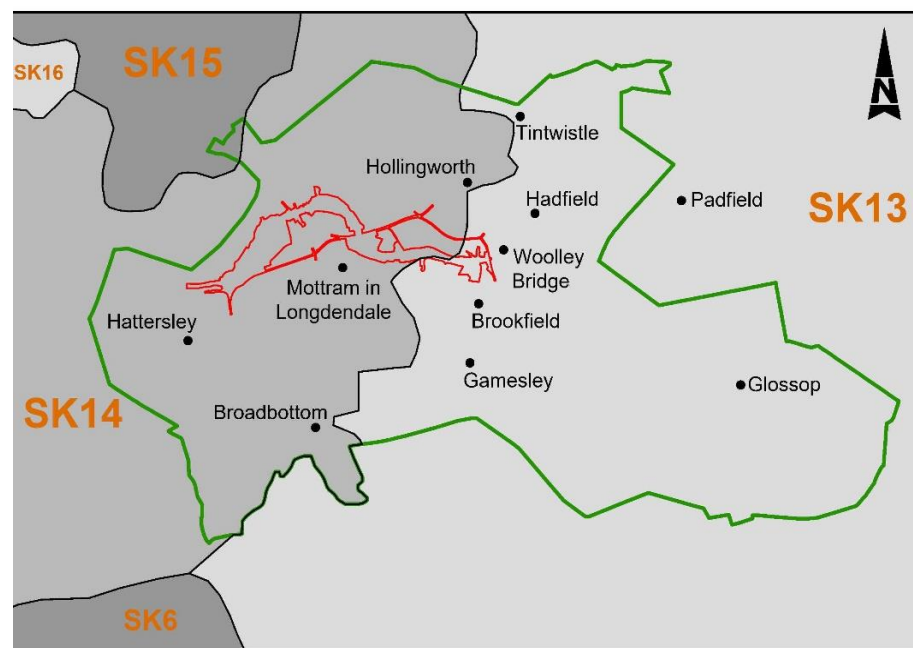 SK15
SK16
N
Tintwistle
Hollingworth
Padfield
SK13
Hadfield
Woolley
Bridge
Mottram in
Longdendale
Brookfield
Hattersley
Gamesley
Glossop
SK14
Broadbottom
SK6